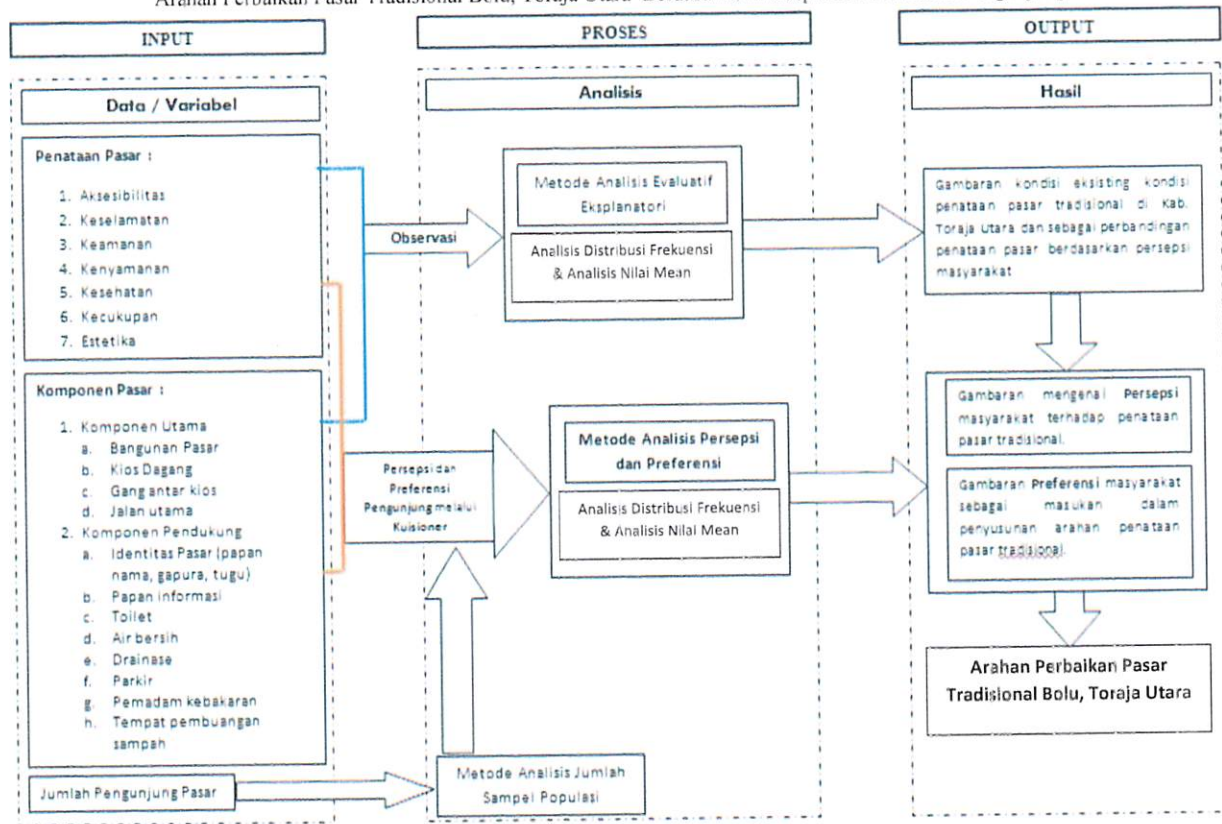 Arahan Perbaikan Pasar Tradisional Bolu, Toraja Utara
INPUT
Data / Variabel
Penataan Pasar :
1. Aksesibilitas
2. Keselamatan
3. Keamanan
4. Kenyamanan
5. Kesehatan
6. Kecukupan
7. Estetika
Komponen Pasar :
1. Komponen Utama
a. Bangunan Pasar
b. Kios Dagang
c. Gang antar kios
d. Jalan utama
2. Komponen Pendukung
a. Identitas Pasar (papan
nama, gapura, tugu)
b. Papan informasi
c. Toilet
d. Air bersih
e. Drainase
f. Parkir
g. Pemadam kebakaran
h. Tempat pembuangan
sampah
Jumlah Pengunjung Pasar
PROSES
Analisis
Observasi
Metode Analisis Evaluatif
Eksplanatori
Analisis Distribusi Frekuensi
& Analisis Nilai Mean
Persepsi dan
Preferensi
Pengunjung melalui
Kuisioner
Metode Analisis Persepsi
dan Preferensi
Analisis Distribusi Frekuensi
& Analisis Nilai Mean
Metode Analisis Jumlah
Sampel Populasi
OUTPUT
Hasil
Gambaran kondisi eksisting kondisi
penataan pasar tradisional di Kab.
Toraja Utara dan sebagai perbandingan
penataan pasar berdasarkan persepsi
masyarakat
Gambaran mengenai Persepsi
masyarakat terhadap penataan
pasar tradisional.
Gambaran Preferensi masyarakat
sebagai masukan dalam
penyusunan arahan penataan
pasar tradisional.
Arahan Perbaikan Pasar
Tradisional Bolu, Toraja Utara